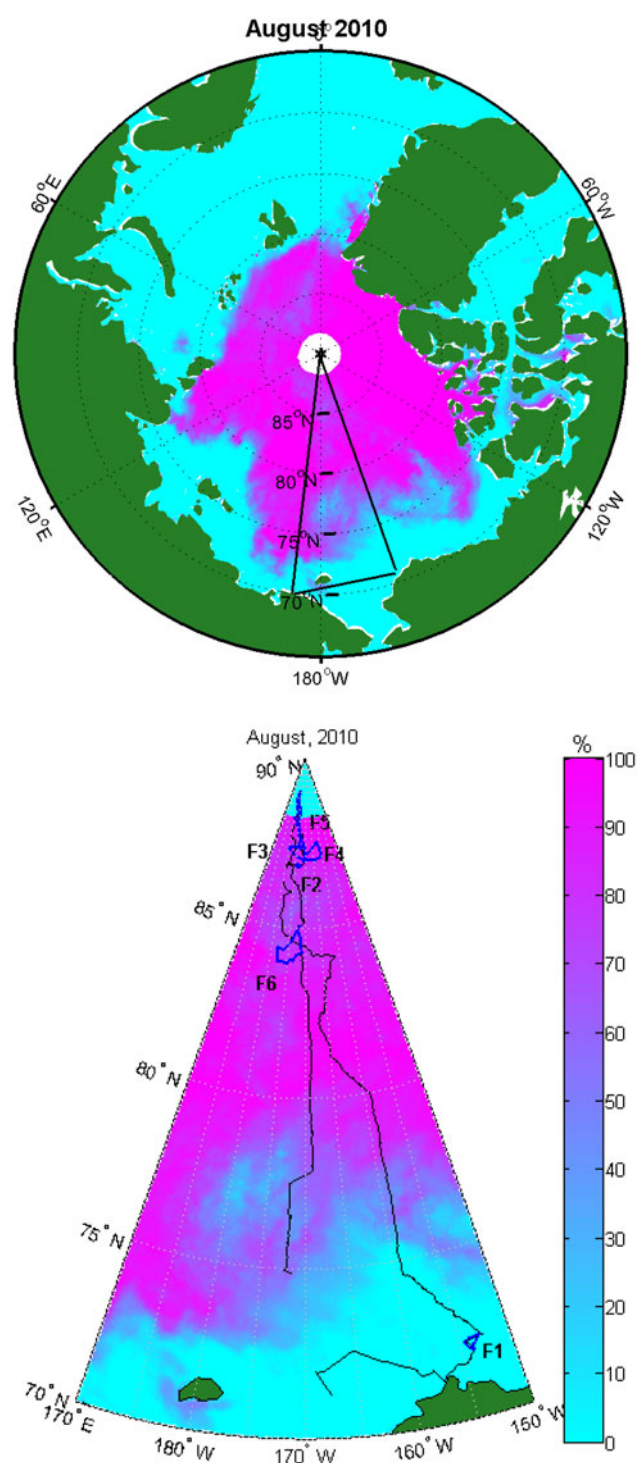 August 2010
0°
60°E
60°W
85°N
80°N
120°E
75°N
120°W
70°N
180°W
August, 2010
%
90° N
100
F5
F3
F4
90
F2
85° N
80
70
F6
60
80° N
50
40
75° N
30
20
F1
10
70° N
170° E
180° W
170° W
160° W
150° W
0